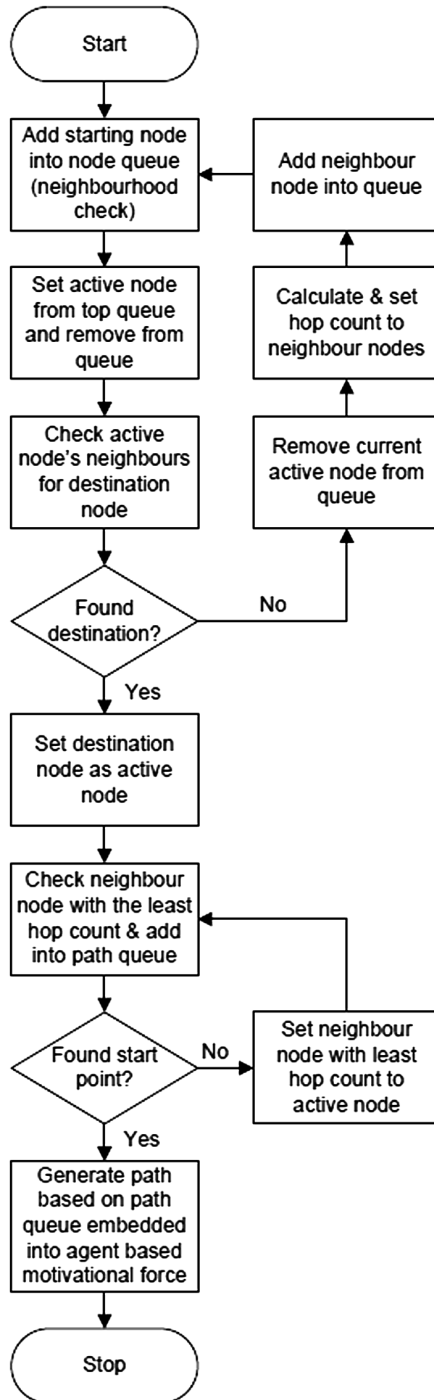 Start
Add starting node
into node queue
(neighbourhood
check)
Add neighbour
node into queue
Set active node
from top queue
and remove from
queue
Calculate & set
hop count to
neighbour nodes
Check active
node's neighbours
for destination
node
Remove current
active node from
queue
Found
destination?
No
Yes
Set destination
node as active
node
Check neighbour
node with the least
hop count & add
into path queue
Found start
point?
No
Set neighbour
node with least
hop count to
active node
Yes
Generate path
based on path
queue embedded
into agent based
motivational force
Stop